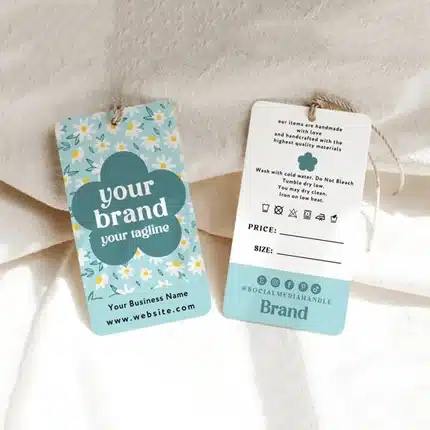 your
brand
your tagline
Your Business Name
www.website.com
our items are handmade
with love
and handcrafted with the
highest quality materials
Wash with cold water. Do Not Bleach
Tumble dry low.
You may dry clean.
Iron on low heat.
PRICE:
SIZE:
@SOCIALMEDIAHANDLE
Brand